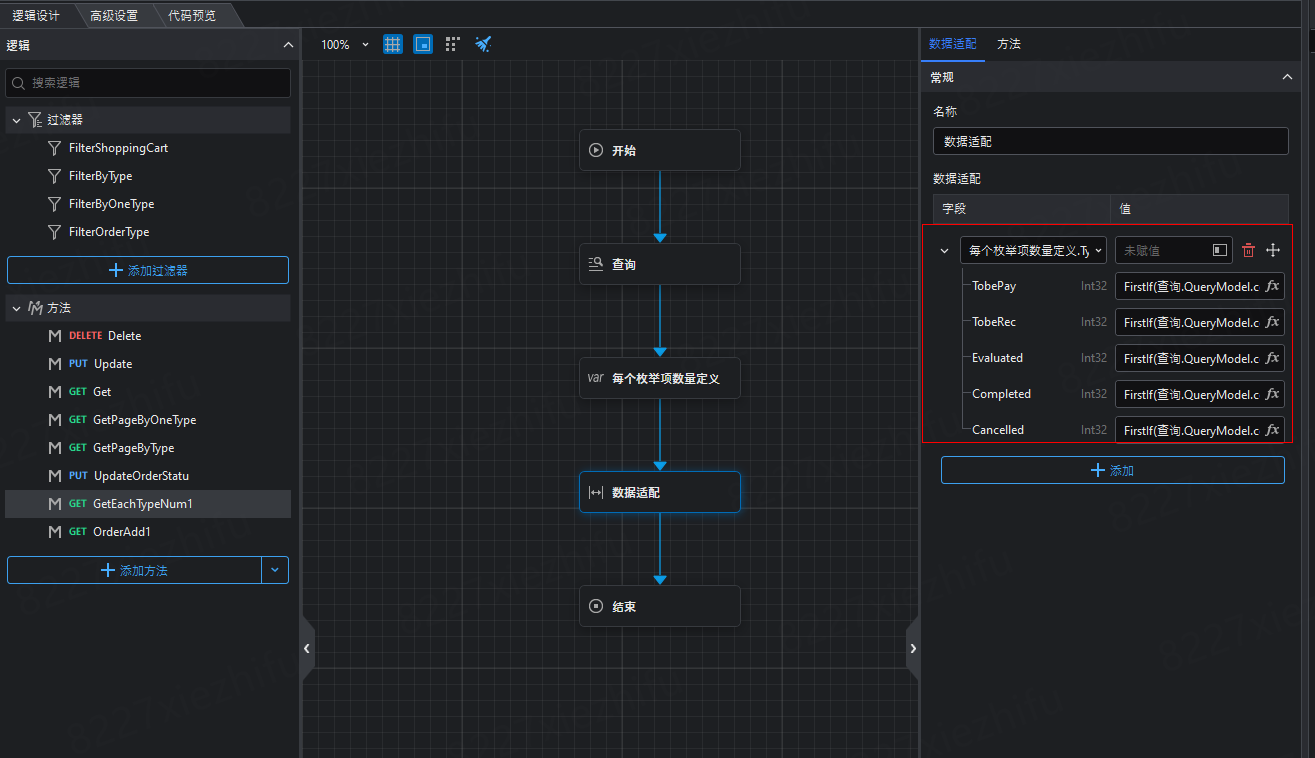 逻辑设计
高级设置
代码预览
逻辑
搜索逻辑
过滤器
FilterShoppingCart
FilterByType
FilterByOneType
FilterOrderType
添加过滤器
方法
DELETE Delete
PUT Update
GET Get
GET GetPageByOneType
GET GetPageByType
PUT UpdateOrderStatu
GET GetEachTypeNum1
GET OrderAdd1
添加方法
100%
开始
查询
var 每个枚举项数量定义
数据适配
结束
数据适配
方法
常规
名称
数据适配
数据适配
字段 值
每个枚举项数量定义.Ty 未赋值
TobePay Int32 FirstIf(查询.QueryModel.c fx
TobeRec Int32 FirstIf(查询.QueryModel.c fx
Evaluated Int32 FirstIf(查询.QueryModel.c fx
Completed Int32 FirstIf(查询.QueryModel.c fx
Cancelled Int32 FirstIf(查询.QueryModel.c fx
添加
8227xiezhifu